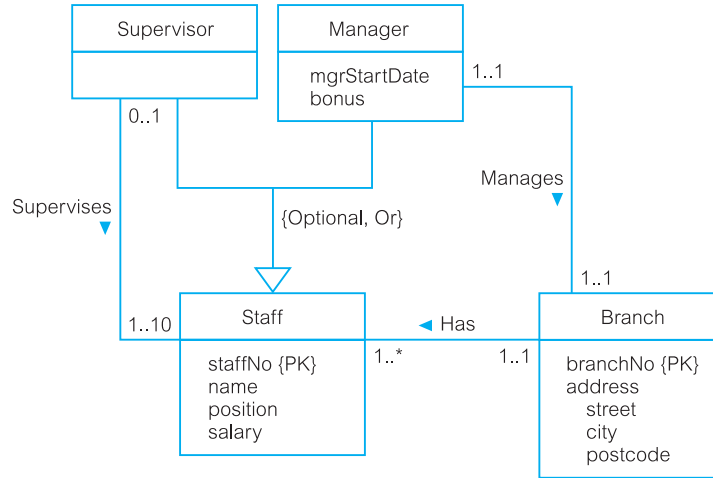 Supervisor
Manager
mgrStartDate
bonus
1..1
0..1
Supervises
▼
Manages
▼
{Optional, Or}
1..1
1..10
Staff
◄ Has
Branch
1..*
1..1
staffNo {PK}
name
position
salary
branchNo {PK}
address
street
city
postcode